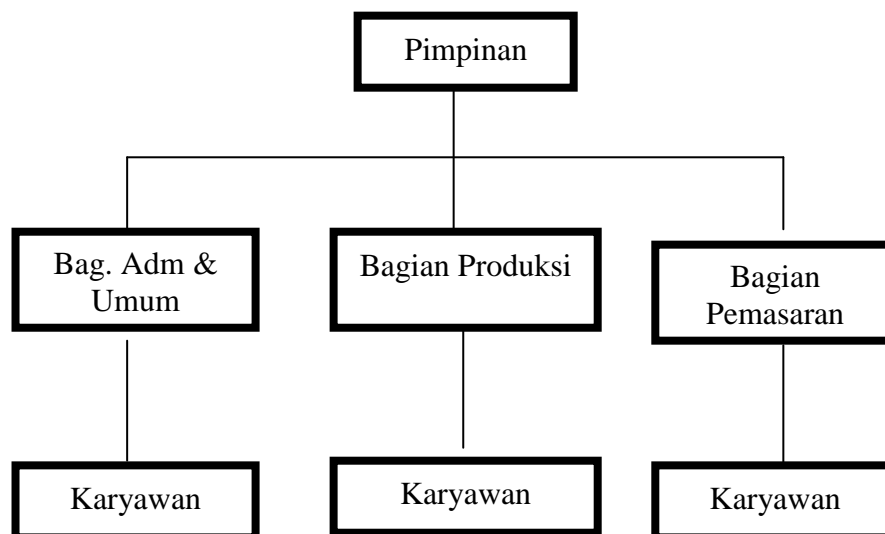 Pimpinan
Bag. Adm &
Umum
Bagian Produksi
Bagian
Pemasaran
Karyawan
Karyawan
Karyawan